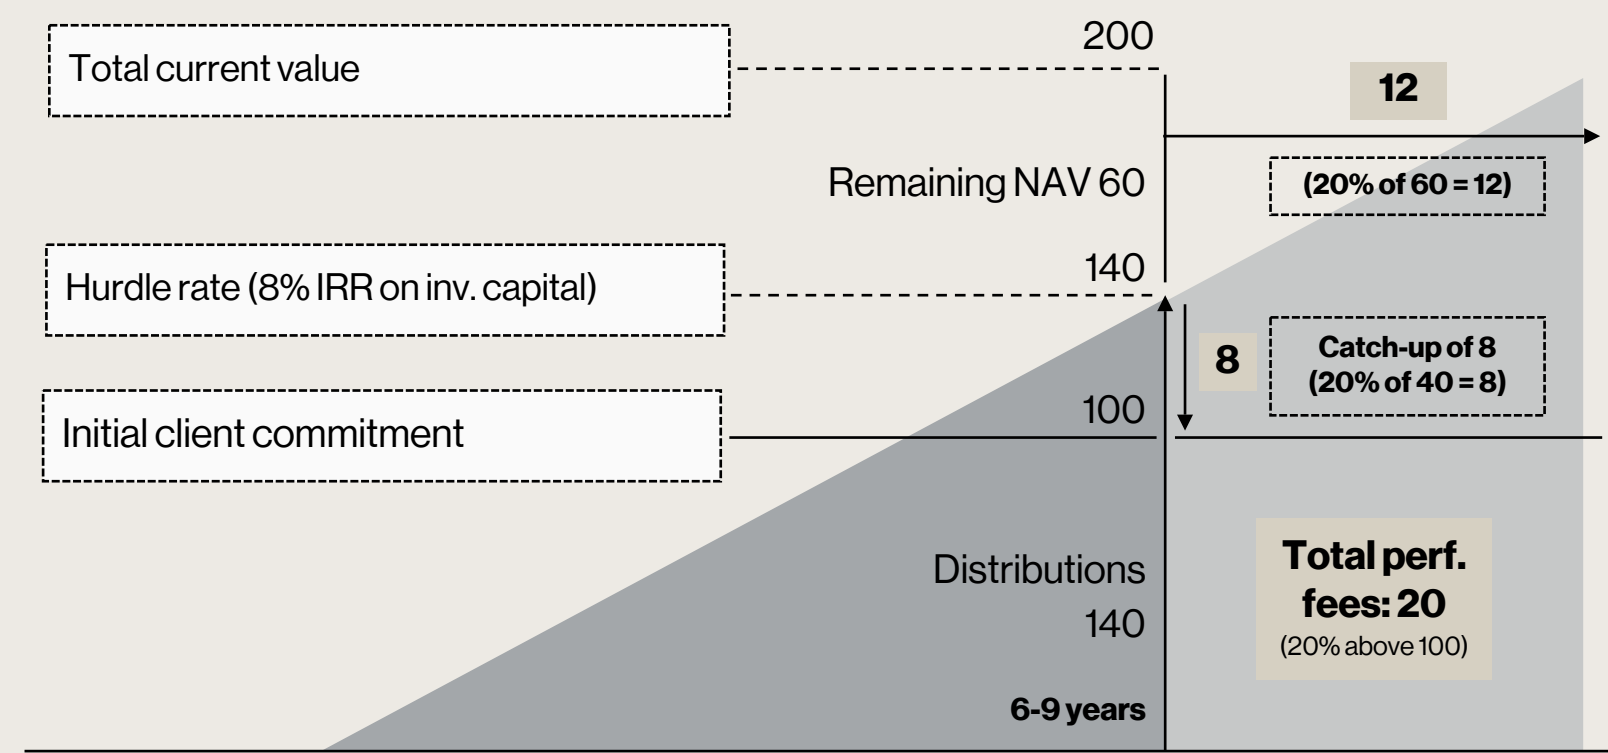 200
Total current value
12
Remaining NAV 60
(20% of 60 = 12)
140
Hurdle rate (8% IRR on inv. capital)
8
Catch-up of 8
(20% of 40 = 8)
100
Initial client commitment
Distributions
140
Total perf.
fees: 20
(20% above 100)
6-9 years